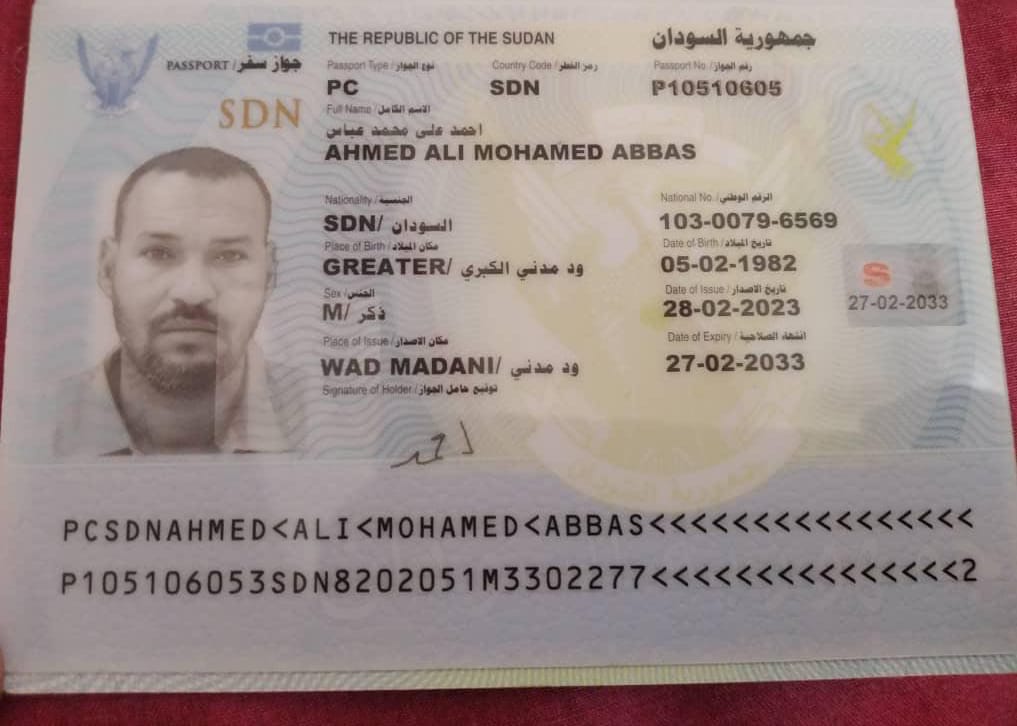 THE REPUBLIC OF THE SUDAN جمهورية السودان
PASSPORT / جواز سفر
Passport Type / نوع الجواز Country Code / رمز القطر Passport No. / رقم الجواز
PC SDN P10510605
SDN
Full Name / الاسم الكامل
احمد على محمد عباس
AHMED ALI MOHAMED ABBAS
Nationality / الجنسية National No. / الرقم الوطني
SDN/ السودان 103-0079-6569
Place of Birth / مكان الميلاد Date of Birth / تاريخ الميلاد
GREATER/ ود مدني الكبري 05-02-1982
Sex / الجنس Date of Issue / تاريخ الاصدار
M/ ذكر 28-02-2023
S
27-02-2033
Place of Issue / مكان الاصدار Date of Expiry / انتهاء الصلاحية
WAD MADANI/ ود مدني 27-02-2033
Signature of Holder / توقيع حامل الجواز
احمد
جمهورية السودان
PCSDNAHMED<ALI<MOHAMED<ABBAS<<<<<<<<<<<<<<<<
P105106053SDN8202051M3302277<<<<<<<<<<<<<<<2